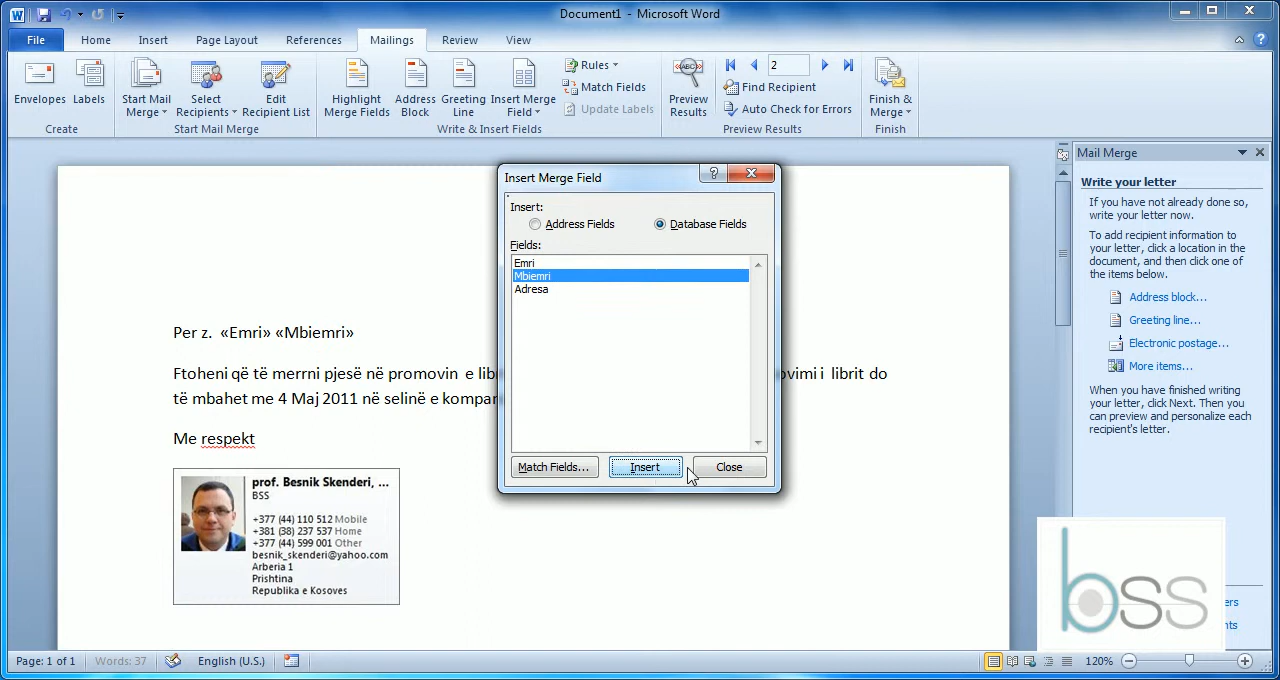 Document1 - Microsoft Word
File Home Insert Page Layout References Mailings Review View
Envelopes Labels Start Mail Merge Select Recipients Edit Recipient List Highlight Merge Fields Address Block Greeting Line Insert Merge Field Rules Match Fields Update Labels Preview Results 2 Find Recipient Auto Check for Errors Finish & Merge
Create Start Mail Merge Write & Insert Fields Preview Results Finish
Insert Merge Field
Insert:
Address Fields Database Fields
Fields:
Emri
Mbiemri
Adresa
Match Fields... Insert Close
Per z. «Emri» «Mbiemri»
Ftoheni që të merrni pjesë në promovin e libr
ovimi i librit do
të mbahet me 4 Maj 2011 në selinë e kompan
Me respekt
prof. Besnik Skenderi, ...
BSS
+377 (44) 110 512 Mobile
+381 (38) 237 537 Home
+377 (44) 599 001 Other
besnik_skenderi@yahoo.com
Arberia 1
Prishtina
Republika e Kosoves
Mail Merge
Write your letter
If you have not already done so,
write your letter now.
To add recipient information to
your letter, click a location in the
document, and then click one of
the items below.
Address block...
Greeting line...
Electronic postage...
More items...
When you have finished writing
your letter, click Next. Then you
can preview and personalize each
recipient's letter.
bss
Page: 1 of 1 Words: 37 English (U.S.) 120%